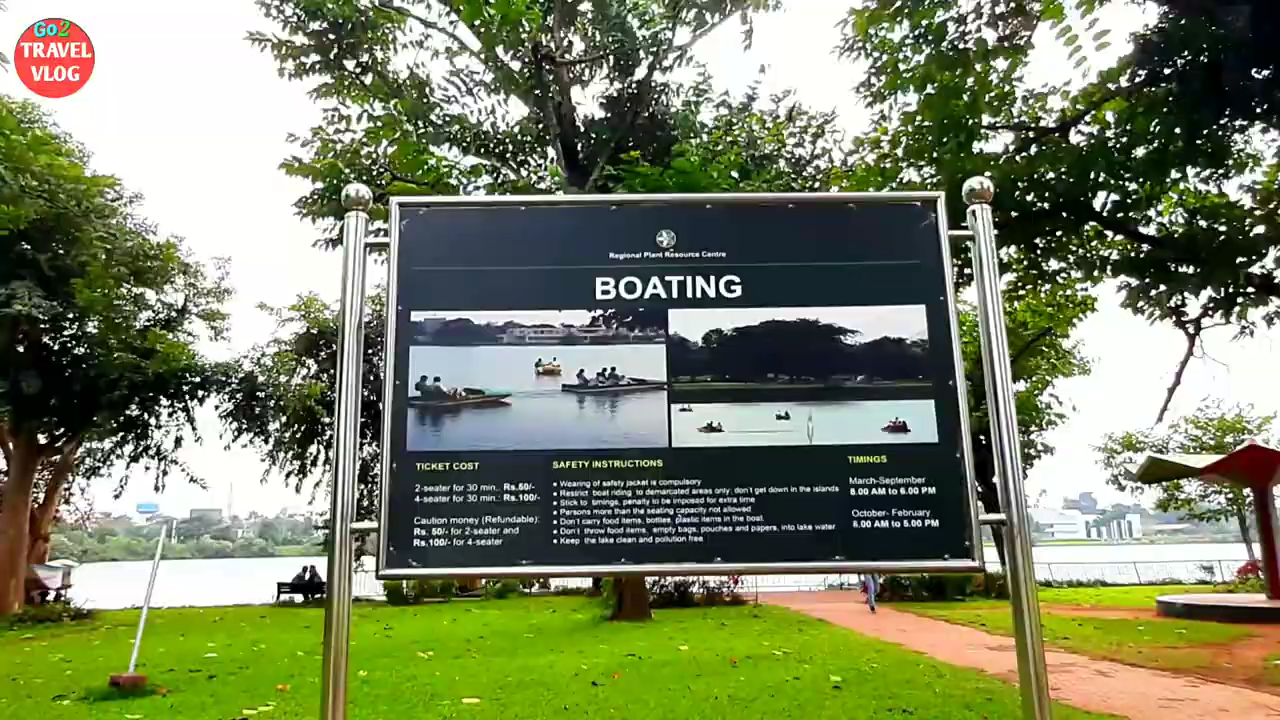 Go2
TRAVEL
VLOG
Regional Plant Resource Centre
BOATING
TICKET COST
2-seater for 30 min.: Rs.50/-
4-seater for 30 min.: Rs.100/-
Caution money (Refundable):
Rs. 50/- for 2-seater and
Rs.100/- for 4-seater
SAFETY INSTRUCTIONS
• Wearing of safety jacket is compulsory
• Restrict boat riding to demarcated areas only, don't get down in the islands
• Stick to timings, penalty to be imposed for extra time
• Persons more than the seating capacity not allowed
• Don't carry food items, bottles, plastic items in the boat.
• Don't throw food items, empty bags, pouches and papers, into lake water
• Keep the lake clean and pollution free
TIMINGS
March-September
8.00 AM to 6.00 PM
October- February
8.00 AM to 5.00 PM